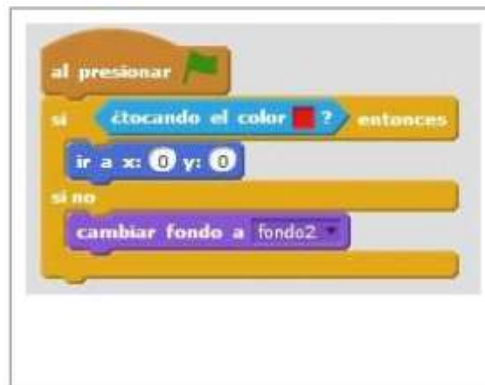 al presionar
si ¿tocando el color ? entonces
ir a x: 0 y: 0
si no
cambiar fondo a fondo2